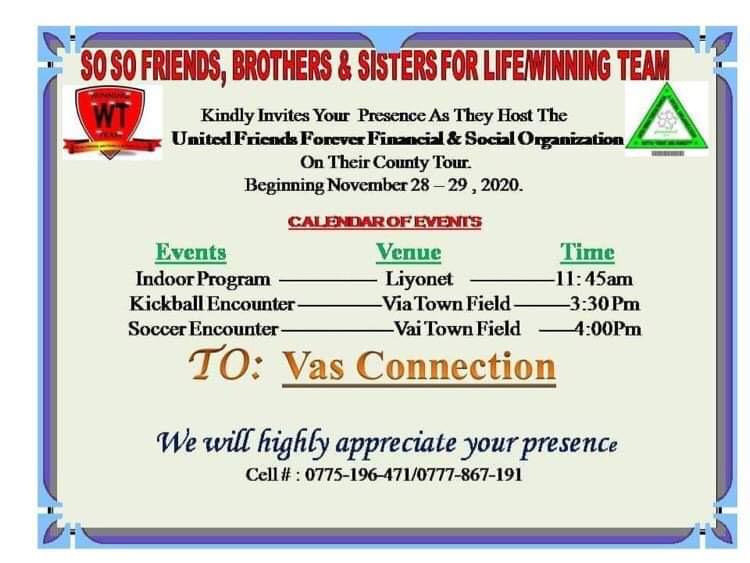 SO SO FRIENDS, BROTHERS & SISTERS FOR LIFE/WINNING TEAM
WT
TEAM
Kindly Invites Your Presence As They Host The
United Friends Forever Financial & Social Organization
On Their County Tour.
Beginning November 28 – 29 , 2020.
CALENDAR OF EVENTS
Events Venue Time
Indoor Program ————— Liyonet ————— 11: 45am
Kickball Encounter ————— Via Town Field ——— 3:30 Pm
Soccer Encounter ————— Vai Town Field —— 4:00Pm
TO: Vas Connection
We will highly appreciate your presence
Cell # : 0775-196-471/0777-867-191